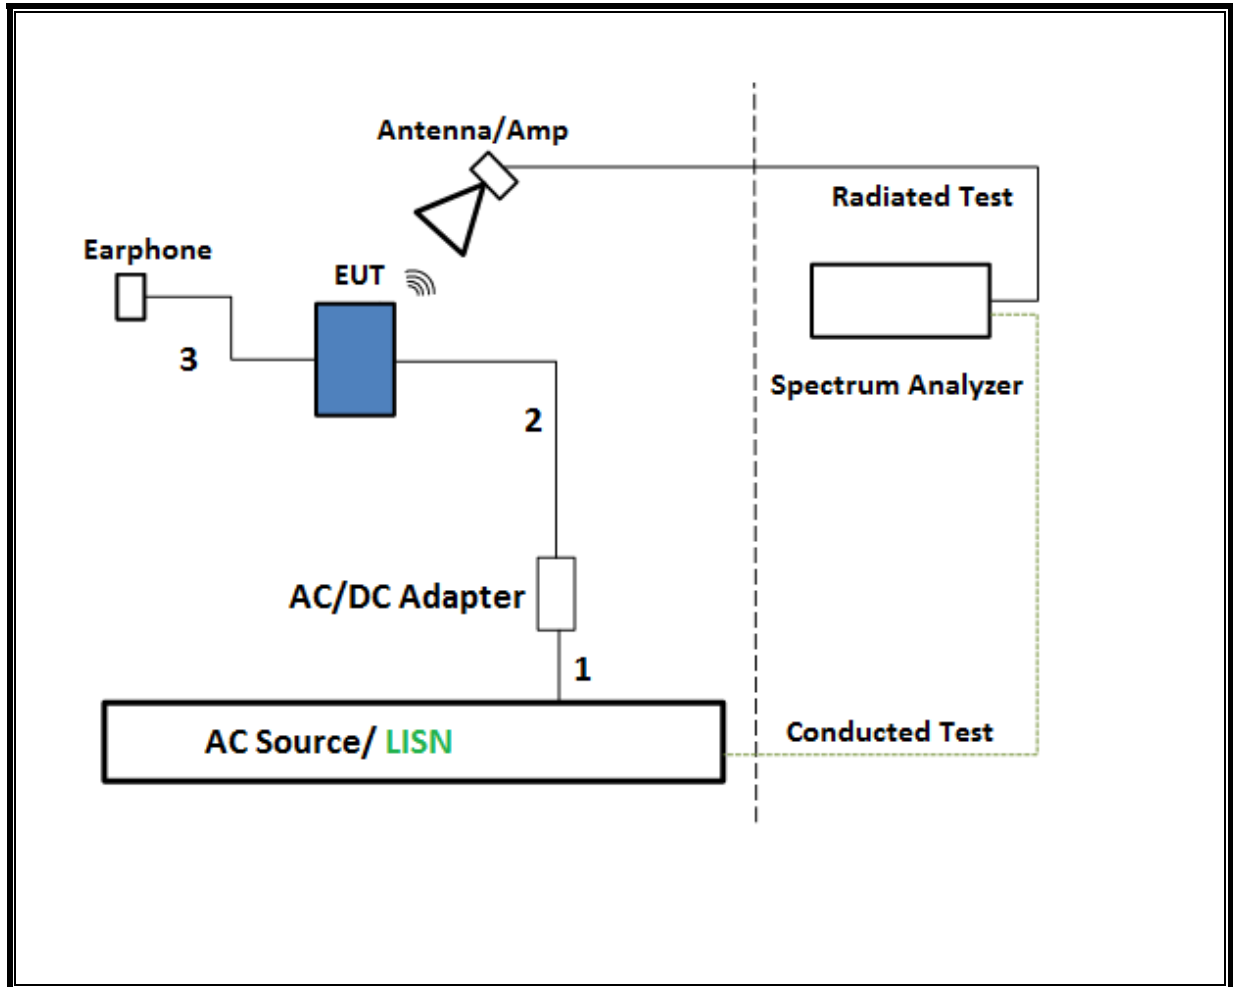 Antenna/Amp
Radiated Test
Earphone
EUT
3
Spectrum Analyzer
2
AC/DC Adapter
1
AC Source/ LISN
Conducted Test